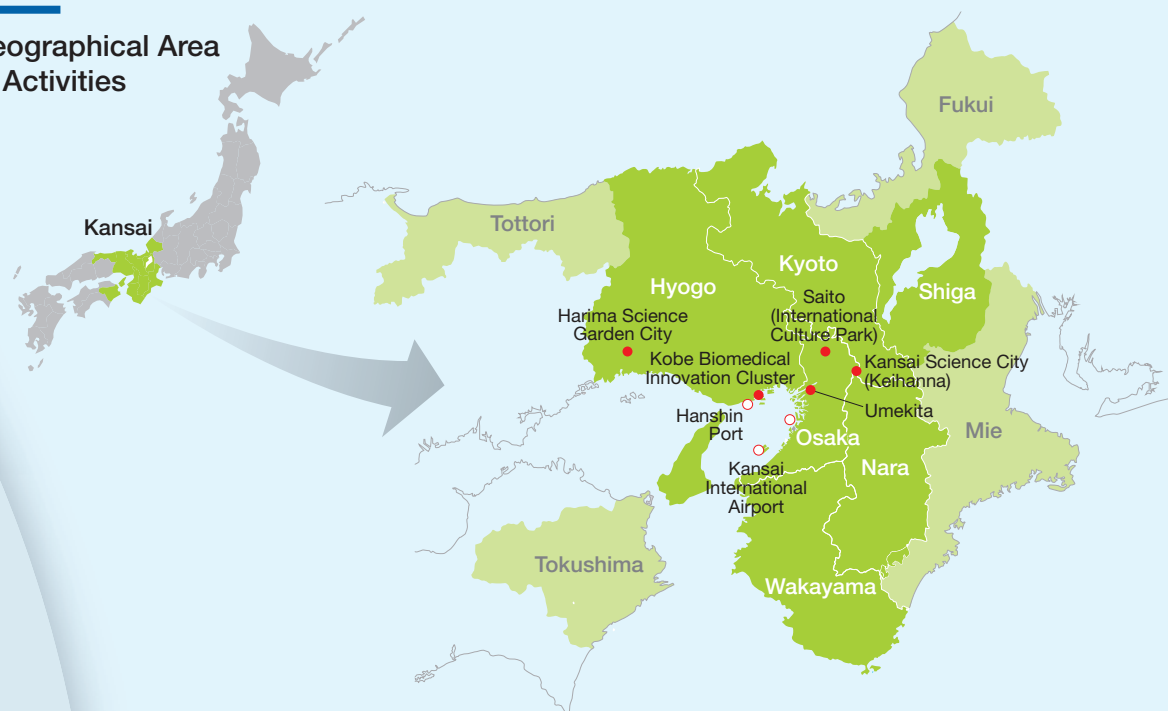 eographical Area
Activities
Kansai
Fukui
Tottori
Kyoto
Hyogo
Shiga
Saito
(International
Culture Park)
Harima Science
Garden City
Kobe Biomedical
Innovation Cluster
Kansai Science City
(Keihanna)
Umekita
Hanshin
Port
Osaka
Mie
Nara
Kansai
International
Airport
Tokushima
Wakayama